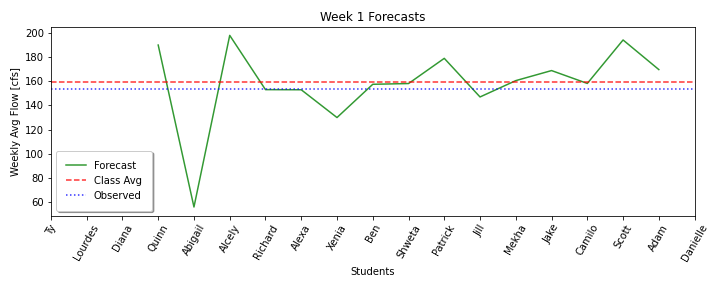 Week 1 Forecasts
Weekly Avg Flow [cfs]
200
180
160
140
120
100
80
60
Forecast
Class Avg
Observed
Ty
Lourdes
Diana
Quinn
Abigail
Alcely
Richard
Alexa
Xenia
Ben
Shweta
Patrick
Jill
Mekha
Jake
Camilo
Scott
Adam
Danielle
Students